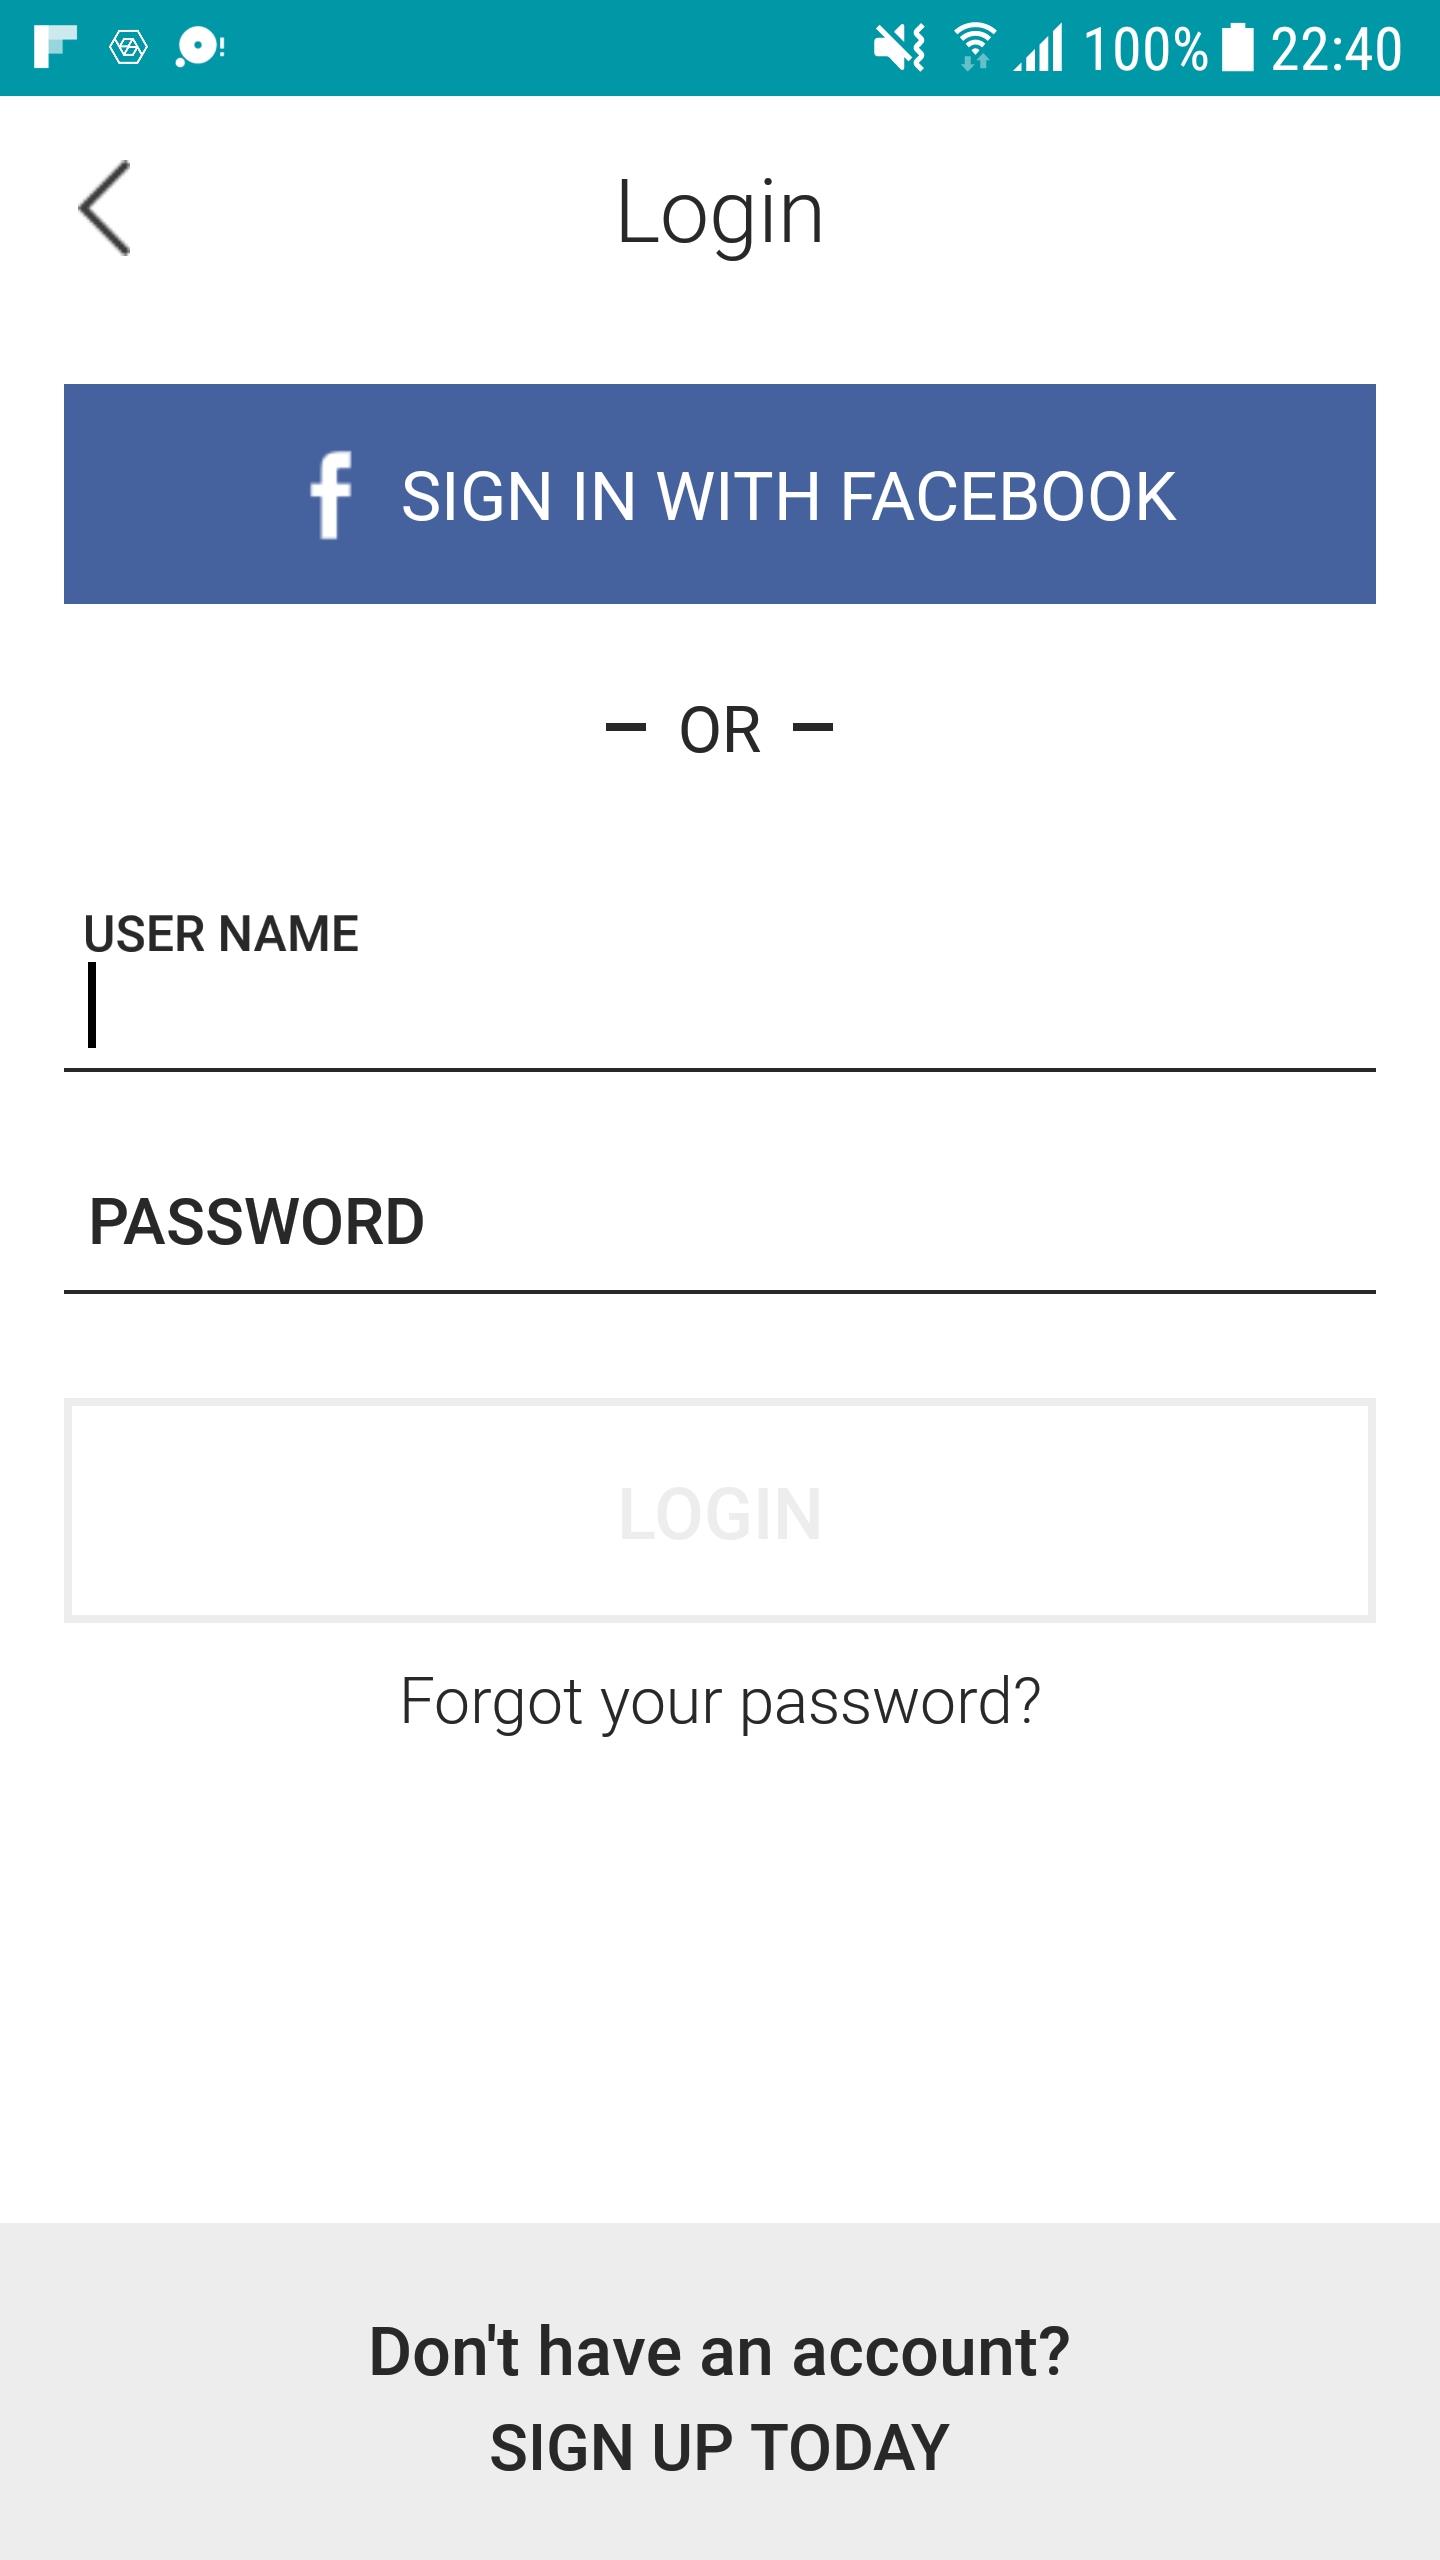 100% 22:40
Login
f SIGN IN WITH FACEBOOK
– OR –
USER NAME
PASSWORD
LOGIN
Forgot your password?
Don't have an account?
SIGN UP TODAY